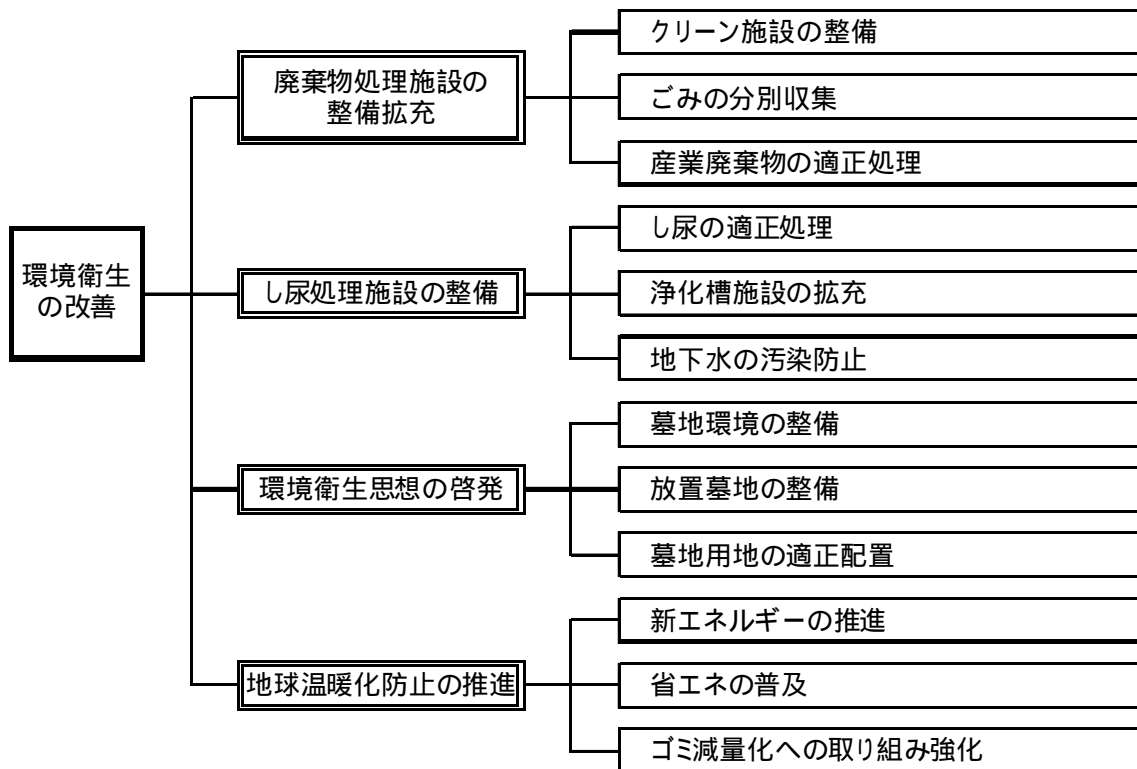 環境衛生
の改善
廃棄物処理施設の
整備拡充
クリーン施設の整備
ごみの分別収集
産業廃棄物の適正処理
し尿処理施設の整備
し尿の適正処理
浄化槽施設の拡充
地下水の汚染防止
環境衛生思想の啓発
墓地環境の整備
放置墓地の整備
墓地用地の適正配置
地球温暖化防止の推進
新エネルギーの推進
省エネの普及
ゴミ減量化への取り組み強化